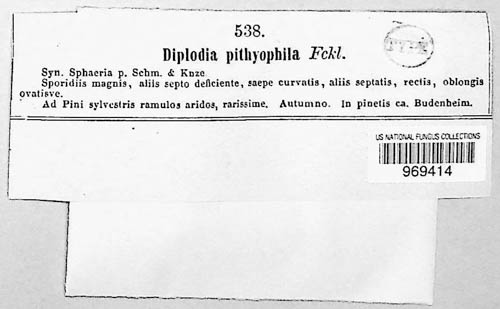 538.
Diplodia pithyophila Fckl.
Syn. Sphaeria p. Schm. & Knze
Sporidiis magnis, aliis septo deficiente, saepe curvatis, aliis septatis, rectis, oblongis
ovatisve.
Ad Pini sylvestris ramulos aridos, rarissime. Autumno. In pinetis ca. Budenheim.
US NATIONAL FUNGUS COLLECTIONS
969414